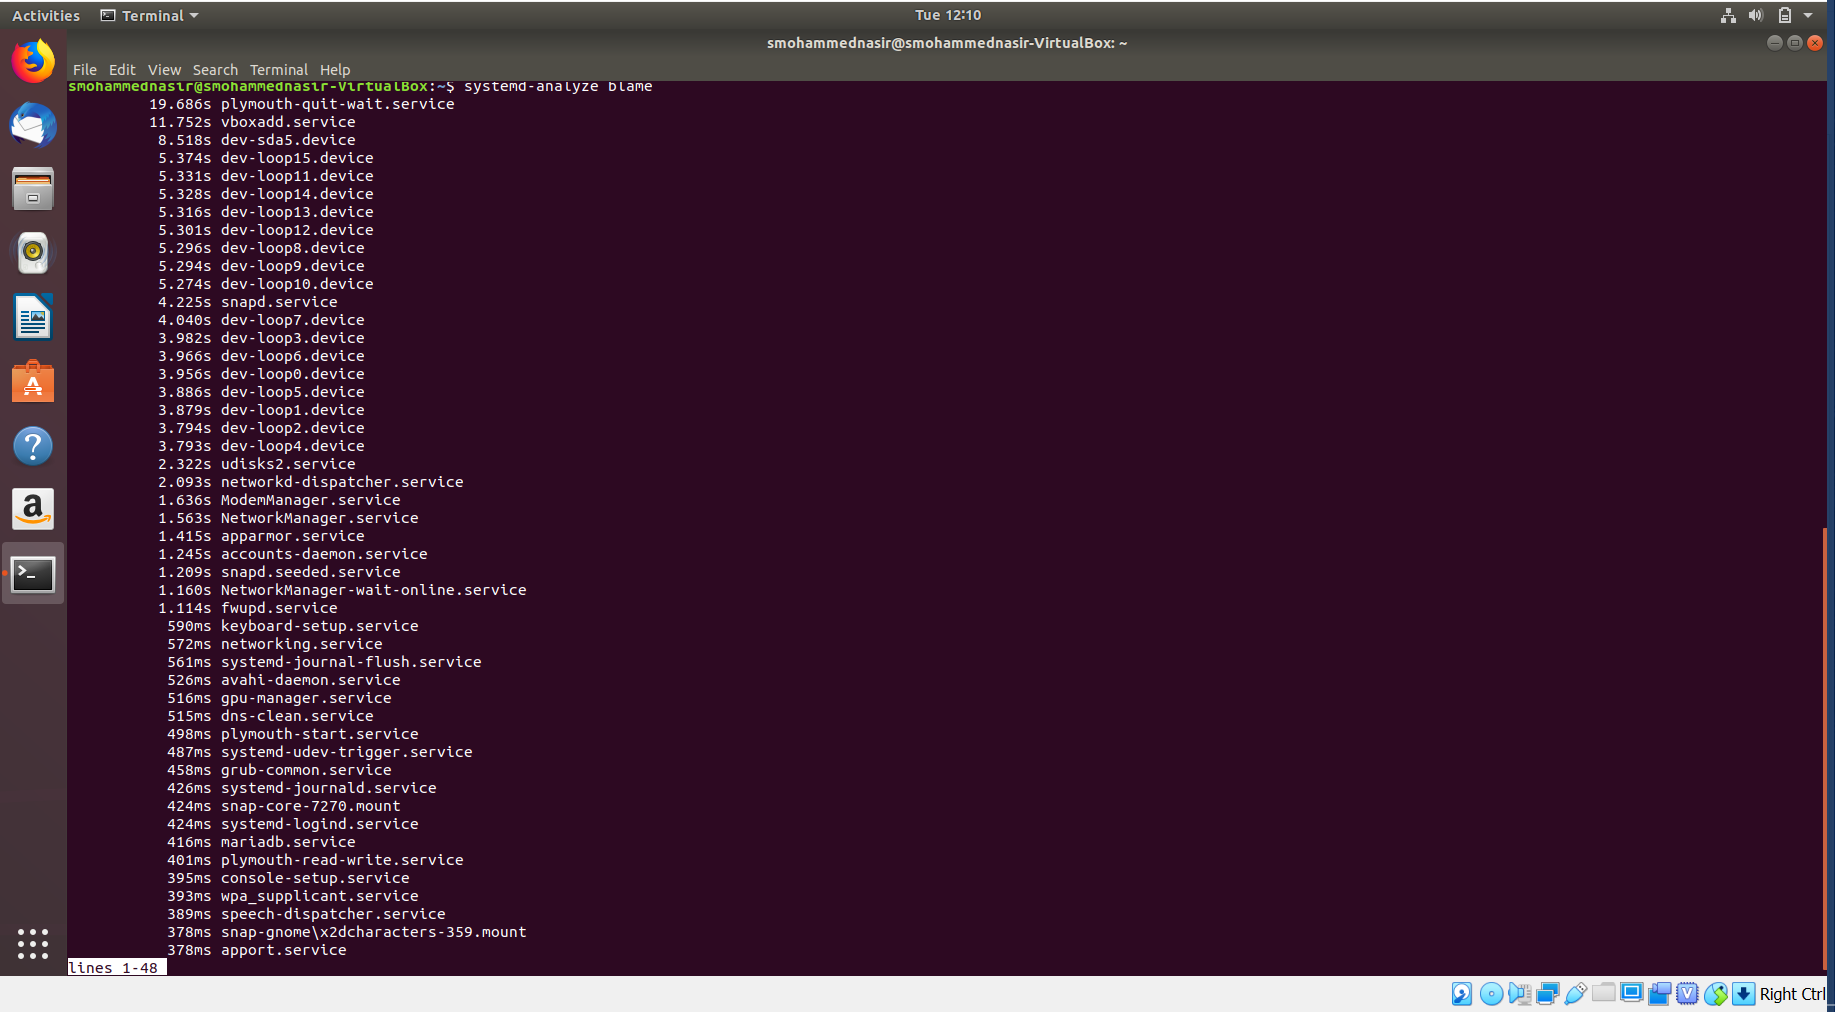 Activities Terminal Tue 12:10
smohammednasir@smohammednasir-VirtualBox: ~
File Edit View Search Terminal Help
smohammednasir@smohammednasir-VirtualBox:~$ systemd-analyze blame
19.686s plymouth-quit-wait.service
11.752s vboxadd.service
8.518s dev-sda5.device
5.374s dev-loop15.device
5.331s dev-loop11.device
5.328s dev-loop14.device
5.316s dev-loop13.device
5.301s dev-loop12.device
5.296s dev-loop8.device
5.294s dev-loop9.device
5.274s dev-loop10.device
4.225s snapd.service
4.040s dev-loop7.device
3.982s dev-loop3.device
3.966s dev-loop6.device
3.956s dev-loop0.device
3.886s dev-loop5.device
3.879s dev-loop1.device
3.794s dev-loop2.device
3.793s dev-loop4.device
2.322s udisks2.service
2.093s networkd-dispatcher.service
1.636s ModemManager.service
1.563s NetworkManager.service
1.415s apparmor.service
1.245s accounts-daemon.service
1.209s snapd.seeded.service
1.160s NetworkManager-wait-online.service
1.114s fwupd.service
590ms keyboard-setup.service
572ms networking.service
561ms systemd-journal-flush.service
526ms avahi-daemon.service
516ms gpu-manager.service
515ms dns-clean.service
498ms plymouth-start.service
487ms systemd-udev-trigger.service
458ms grub-common.service
426ms systemd-journald.service
424ms snap-core-7270.mount
424ms systemd-logind.service
416ms mariadb.service
401ms plymouth-read-write.service
395ms console-setup.service
393ms wpa_supplicant.service
389ms speech-dispatcher.service
378ms snap-gnome\x2dcharacters-359.mount
378ms apport.service
lines 1-48
Right Ctrl